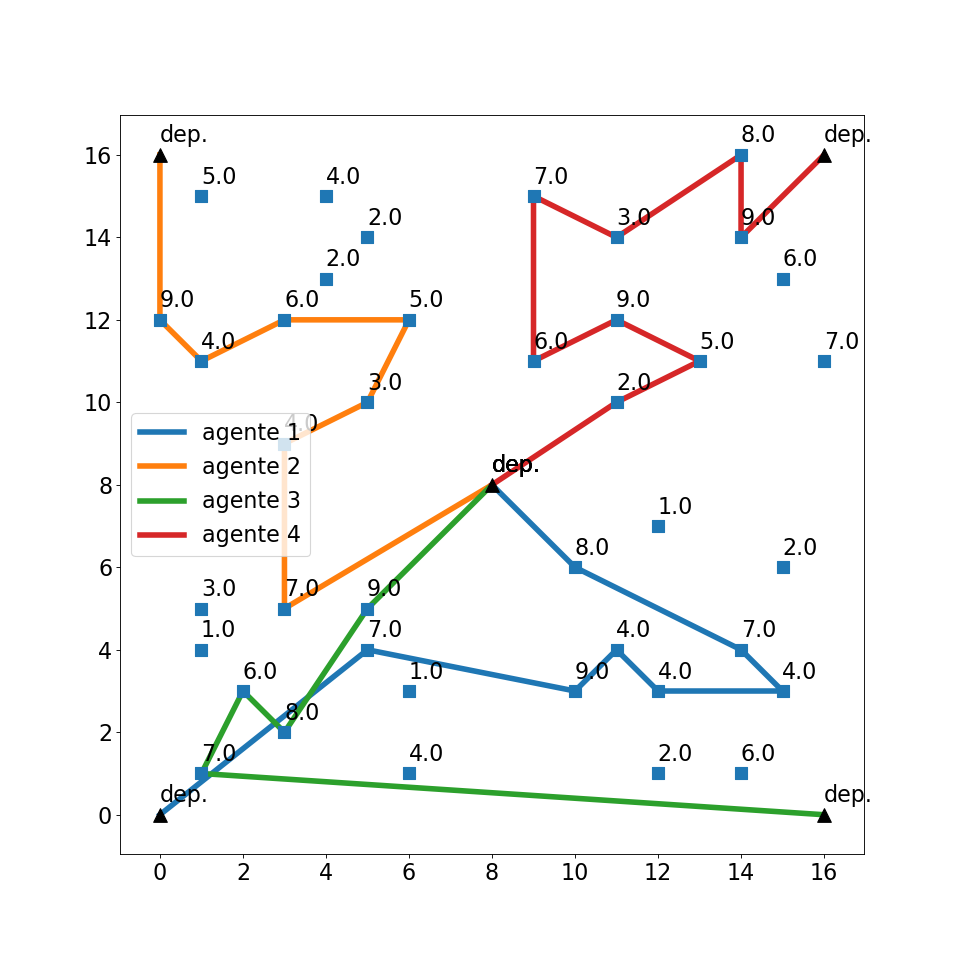 dep. 8.0 dep.
16
5.0 4.0 7.0
2.0 3.0 9.0
14
2.0 6.0
9.0 6.0 5.0 9.0
12
4.0 6.0 5.0 7.0
3.0 2.0
10
4.0
agente 1
agente 2
agente 3
agente 4
dep.
8
1.0
8.0 2.0
6
3.0 7.0 9.0
1.0 7.0 4.0 7.0
4
6.0 1.0 9.0 4.0 4.0
8.0
2
7.0 4.0 2.0 6.0
dep. dep.
0
0 2 4 6 8 10 12 14 16